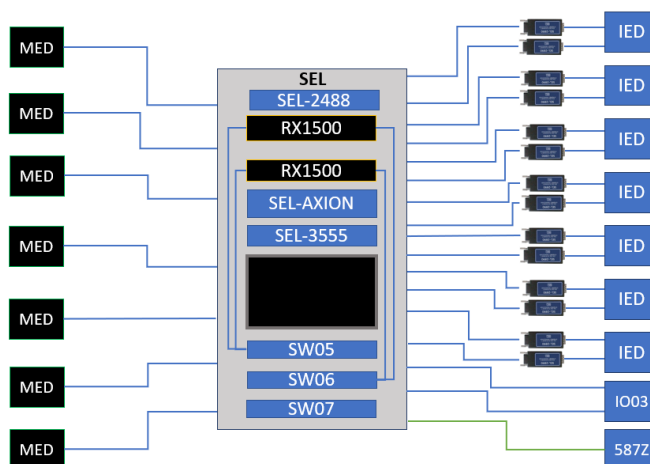 MED
MED
MED
MED
MED
MED
MED
SEL
SEL-2488
RX1500
RX1500
SEL-AXION
SEL-3555
SW05
SW06
SW07
IED
IED
IED
IED
IED
IED
IED
IO03
587Z